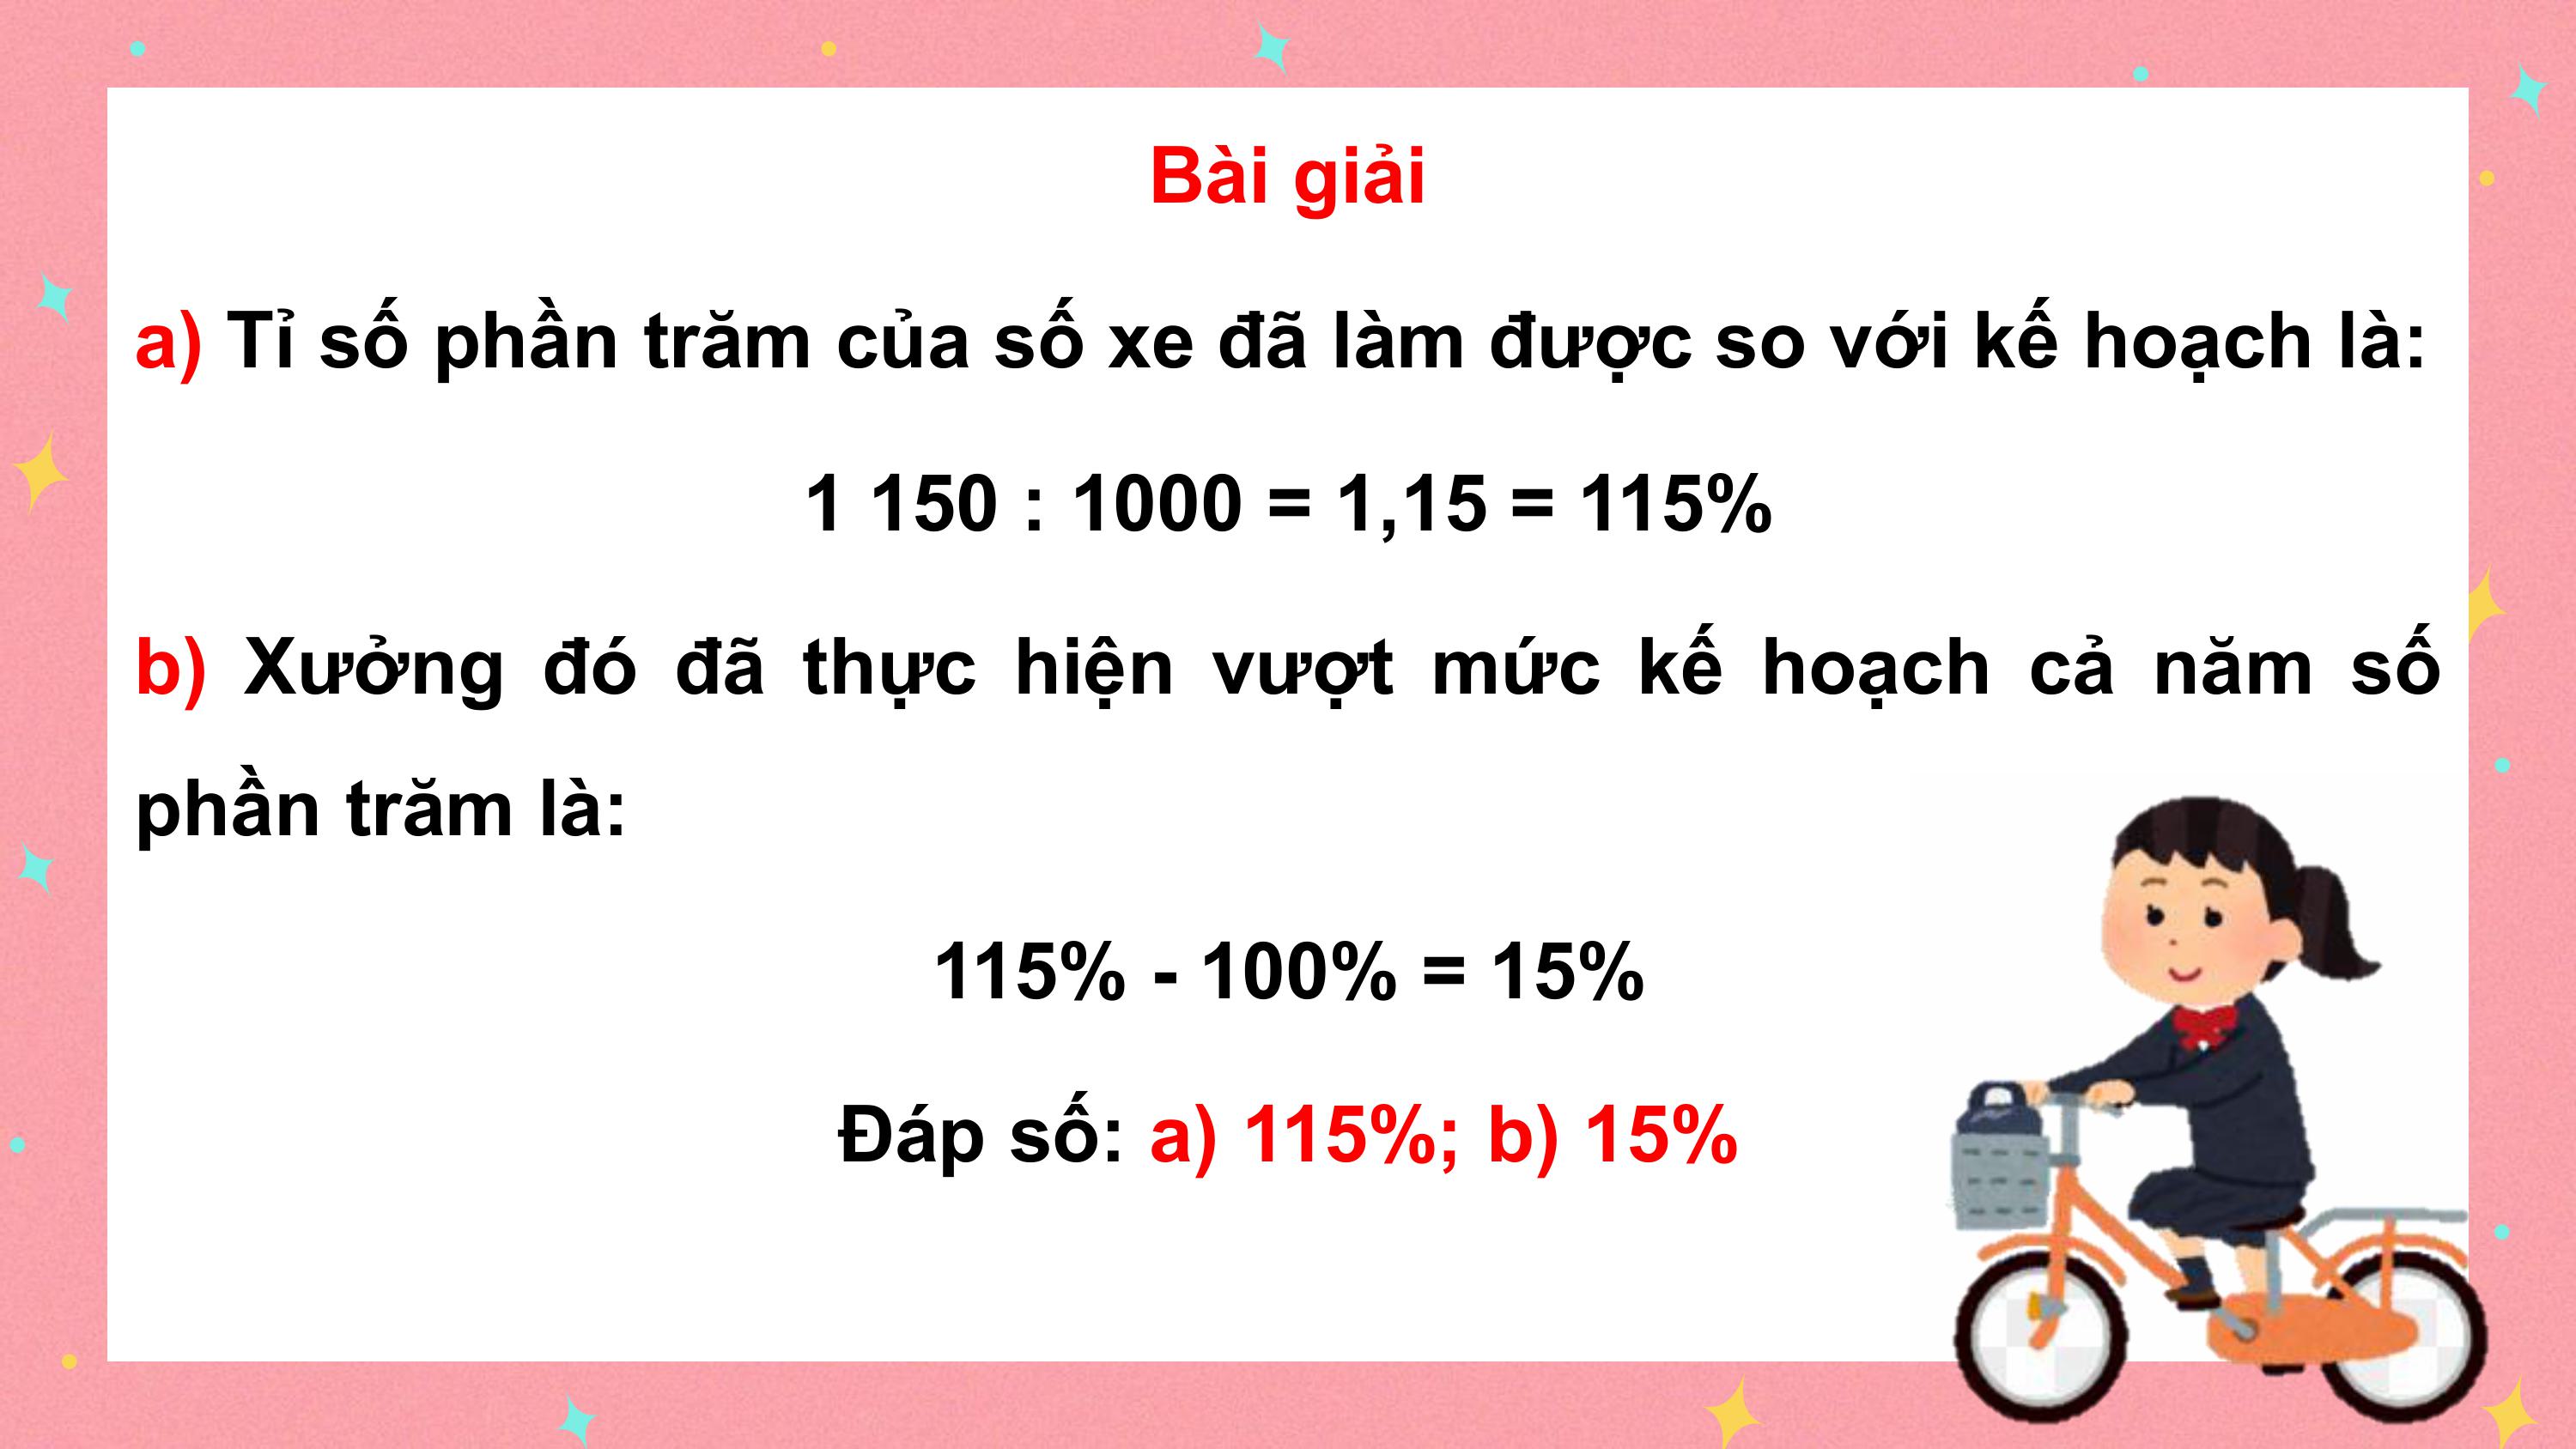 Bài giải
a) Tỉ số phần trăm của số xe đã làm được so với kế hoạch là:
1 150 : 1000 = 1,15 = 115%
b) Xưởng đó đã thực hiện vượt mức kế hoạch cả năm số
phần trăm là:
115% - 100% = 15%
Đáp số: a) 115%; b) 15%